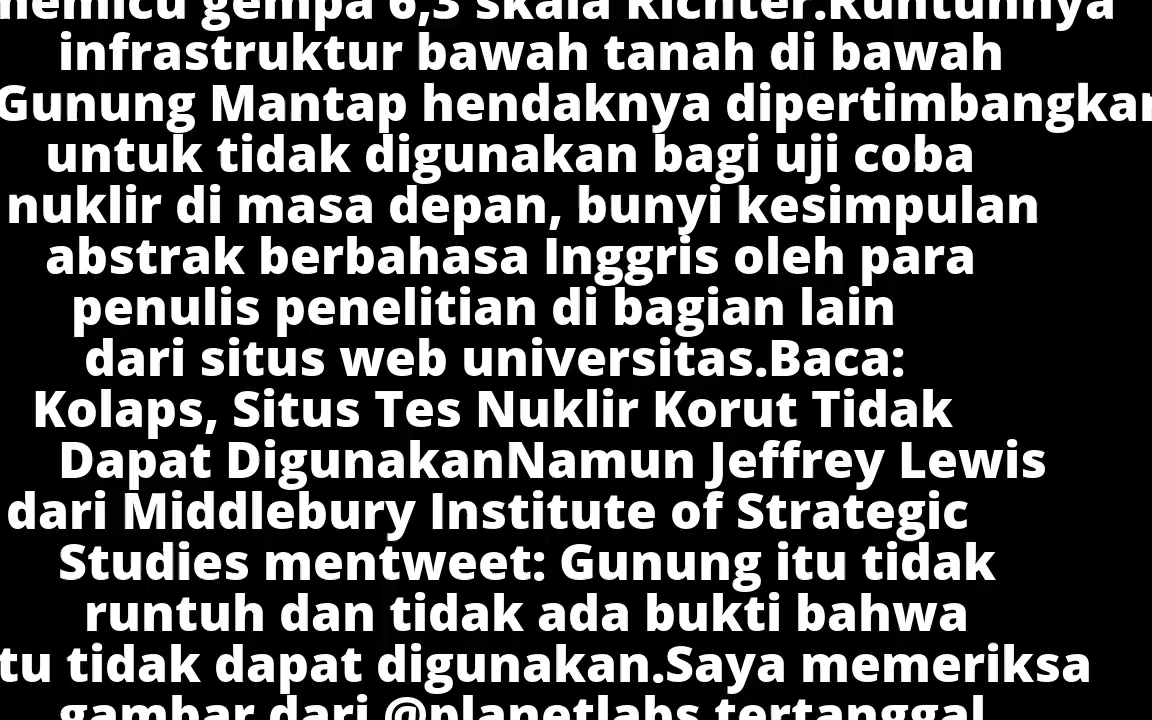 memicu gempa 6,3 skala Richter.Runtuhnya
infrastruktur bawah tanah di bawah
Gunung Mantap hendaknya dipertimbangkan
untuk tidak digunakan bagi uji coba
nuklir di masa depan, bunyi kesimpulan
abstrak berbahasa Inggris oleh para
penulis penelitian di bagian lain
dari situs web universitas.Baca:
Kolaps, Situs Tes Nuklir Korut Tidak
Dapat DigunakanNamun Jeffrey Lewis
dari Middlebury Institute of Strategic
Studies mentweet: Gunung itu tidak
runtuh dan tidak ada bukti bahwa
tu tidak dapat digunakan.Saya memeriksa
gambar dari @planetlabs tertanggal